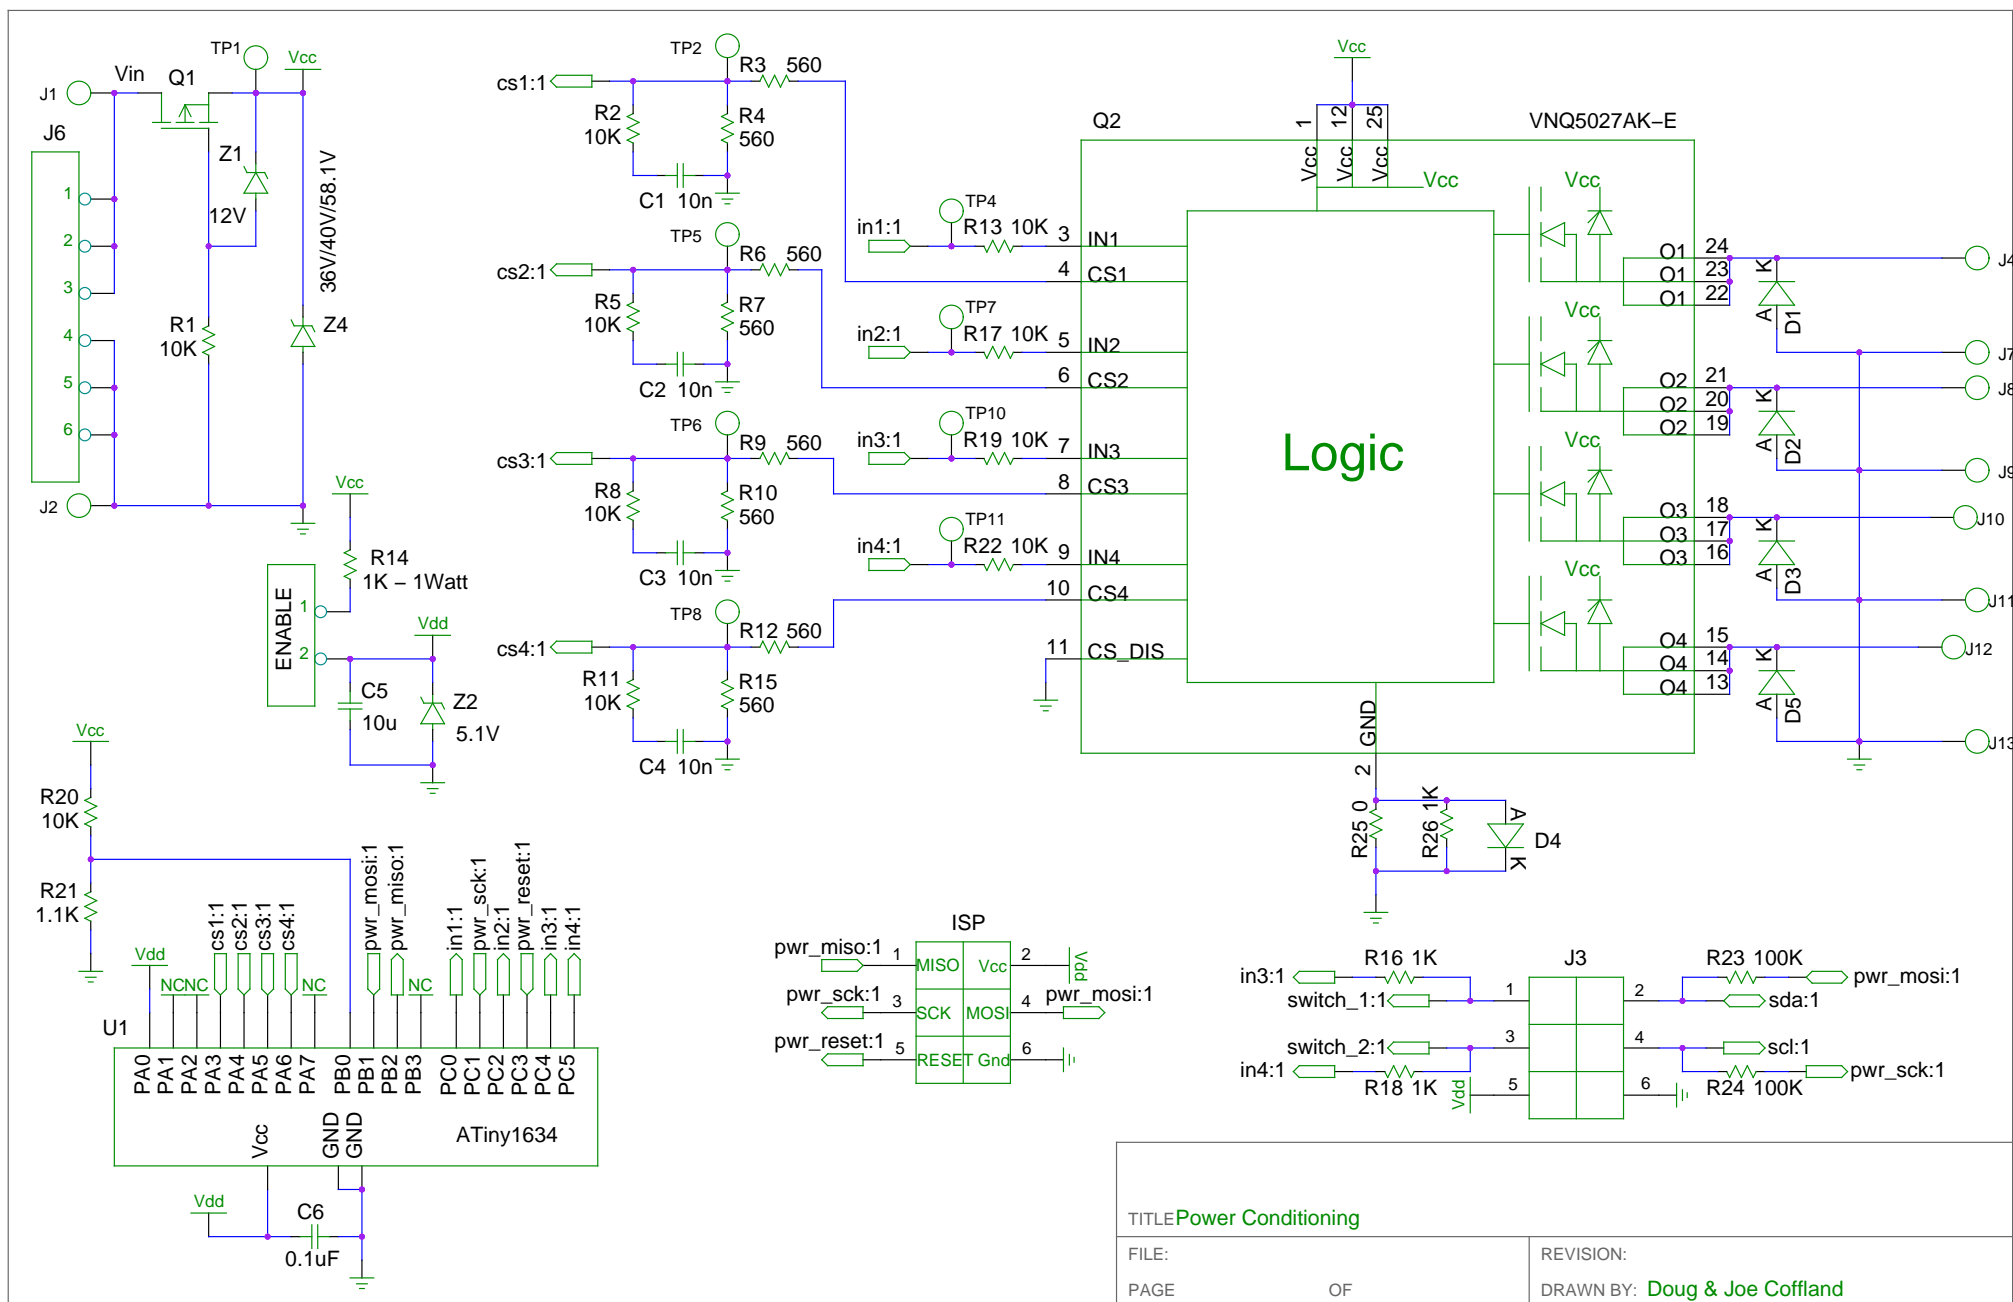 TP1
Vcc
Vin
Q1
J1
J6
Z1
12V
36V/40V/58.1V
1
2
3
4
5
6
R1
10K
Z4
J2
TP2
cs1:1
R3 560
R2
10K
R4
560
C1 10n
TP5
cs2:1
R6 560
R5
10K
R7
560
C2 10n
TP6
cs3:1
R9 560
R8
10K
R10
560
C3 10n
TP8
cs4:1
R12 560
R11
10K
R15
560
C4 10n
Vcc
R14
1K – 1Watt
ENABLE
1
2
Vdd
C5
10u
Z2
5.1V
TP4
in1:1
R13 10K
TP7
in2:1
R17 10K
TP10
in3:1
R19 10K
TP11
in4:1
R22 10K
Vcc
Q2
VNQ5027AK–E
1
12
25
Vcc
Vcc
Vcc
Vcc
3 IN1
4 CS1
5 IN2
6 CS2
7 IN3
8 CS3
9 IN4
10 CS4
11 CS_DIS
Logic
Vcc
Vcc
Vcc
Vcc
O1 24
O1 23
O1 22
O2 21
O2 20
O2 19
O3 18
O3 17
O3 16
O4 15
O4 14
O4 13
K
A
D1
K
A
D2
K
A
D3
K
A
D5
J4
J7
J8
J9
J10
J11
J12
J13
GND
2
R25 0
R26 1K
A
K
D4
Vcc
R20
10K
R21
1.1K
Vdd
NC
NC
cs1:1
cs2:1
cs3:1
cs4:1
NC
pwr_mosi:1
pwr_miso:1
NC
in1:1
pwr_sck:1
in2:1
pwr_reset:1
in3:1
in4:1
U1
PA0
PA1
PA2
PA3
PA4
PA5
PA6
PA7
PB0
PB1
PB2
PB3
PC0
PC1
PC2
PC3
PC4
PC5
Vcc
GND
GND
ATiny1634
Vdd
C6
0.1uF
ISP
pwr_miso:1 1 MISO Vcc 2 Vdd
pwr_sck:1 3 SCK MOSI 4 pwr_mosi:1
pwr_reset:1 5 RESET Gnd 6
J3
in3:1 R16 1K
switch_1:1 1
switch_2:1 3
in4:1 R18 1K
Vdd 5
R23 100K pwr_mosi:1
2 sda:1
4 scl:1
R24 100K pwr_sck:1
6
TITLE Power Conditioning
FILE:
REVISION:
PAGE OF
DRAWN BY: Doug & Joe Coffland